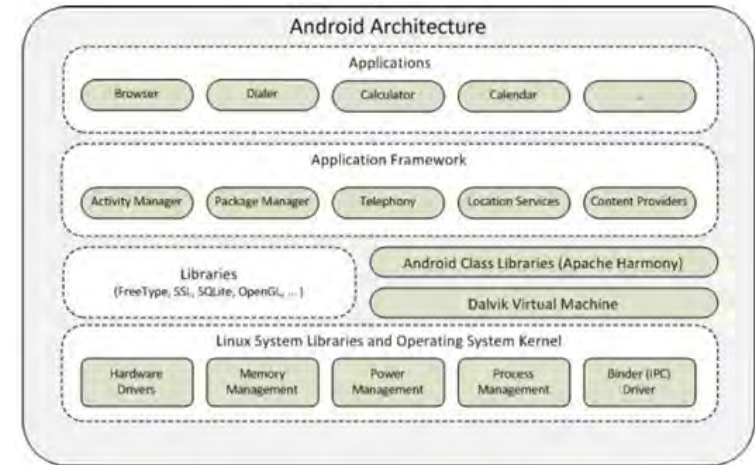 Android Architecture
Applications
Browser
Dialer
Calculator
Calendar
...
Application Framework
Activity Manager
Package Manager
Telephony
Location Services
Content Providers
Libraries
(FreeType, SSL, SQLite, OpenGL, ... )
Android Class Libraries (Apache Harmony)
Dalvik Virtual Machine
Linux System Libraries and Operating System Kernel
Hardware
Drivers
Memory
Management
Power
Management
Process
Management
Binder (IPC)
Driver